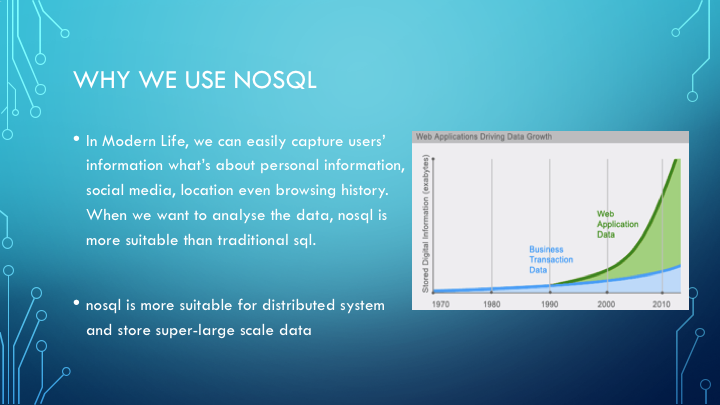 WHY WE USE NOSQL
• In Modern Life, we can easily capture users'
information what's about personal information,
social media, location even browsing history.
When we want to analyse the data, nosql is
more suitable than traditional sql.
• nosql is more suitable for distributed system
and store super-large scale data
Web Applications Driving Data Growth
Stored Digital Information (exabytes)
Web
Application
Data
Business
Transaction
Data
1970 1980 1990 2000 2010